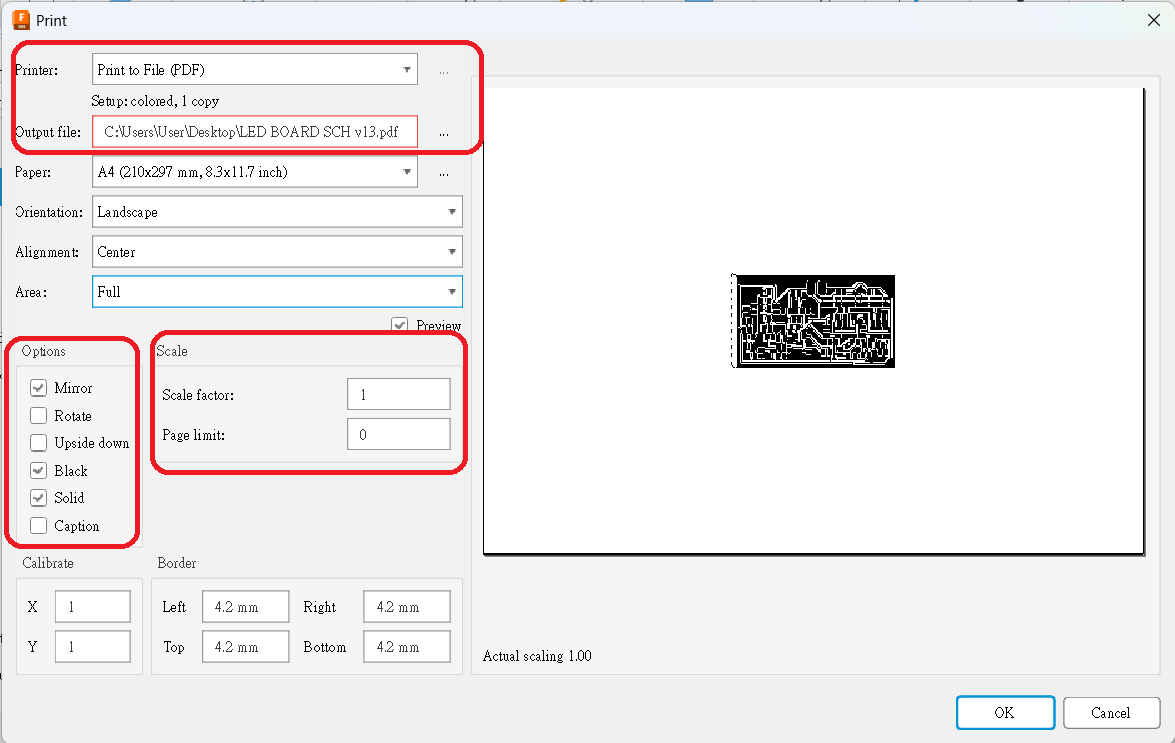 Print
Printer: Print to File (PDF) ...
Setup: colored, 1 copy
Output file: C:\Users\User\Desktop\LED BOARD SCH v13.pdf ...
Paper: A4 (210x297 mm, 8.3x11.7 inch) ...
Orientation: Landscape
Alignment: Center
Area: Full
Preview
Options
Mirror
Rotate
Upside down
Black
Solid
Caption
Scale
Scale factor: 1
Page limit: 0
Calibrate
X 1
Y 1
Border
Left 4.2 mm Right 4.2 mm
Top 4.2 mm Bottom 4.2 mm
Actual scaling 1.00
OK Cancel